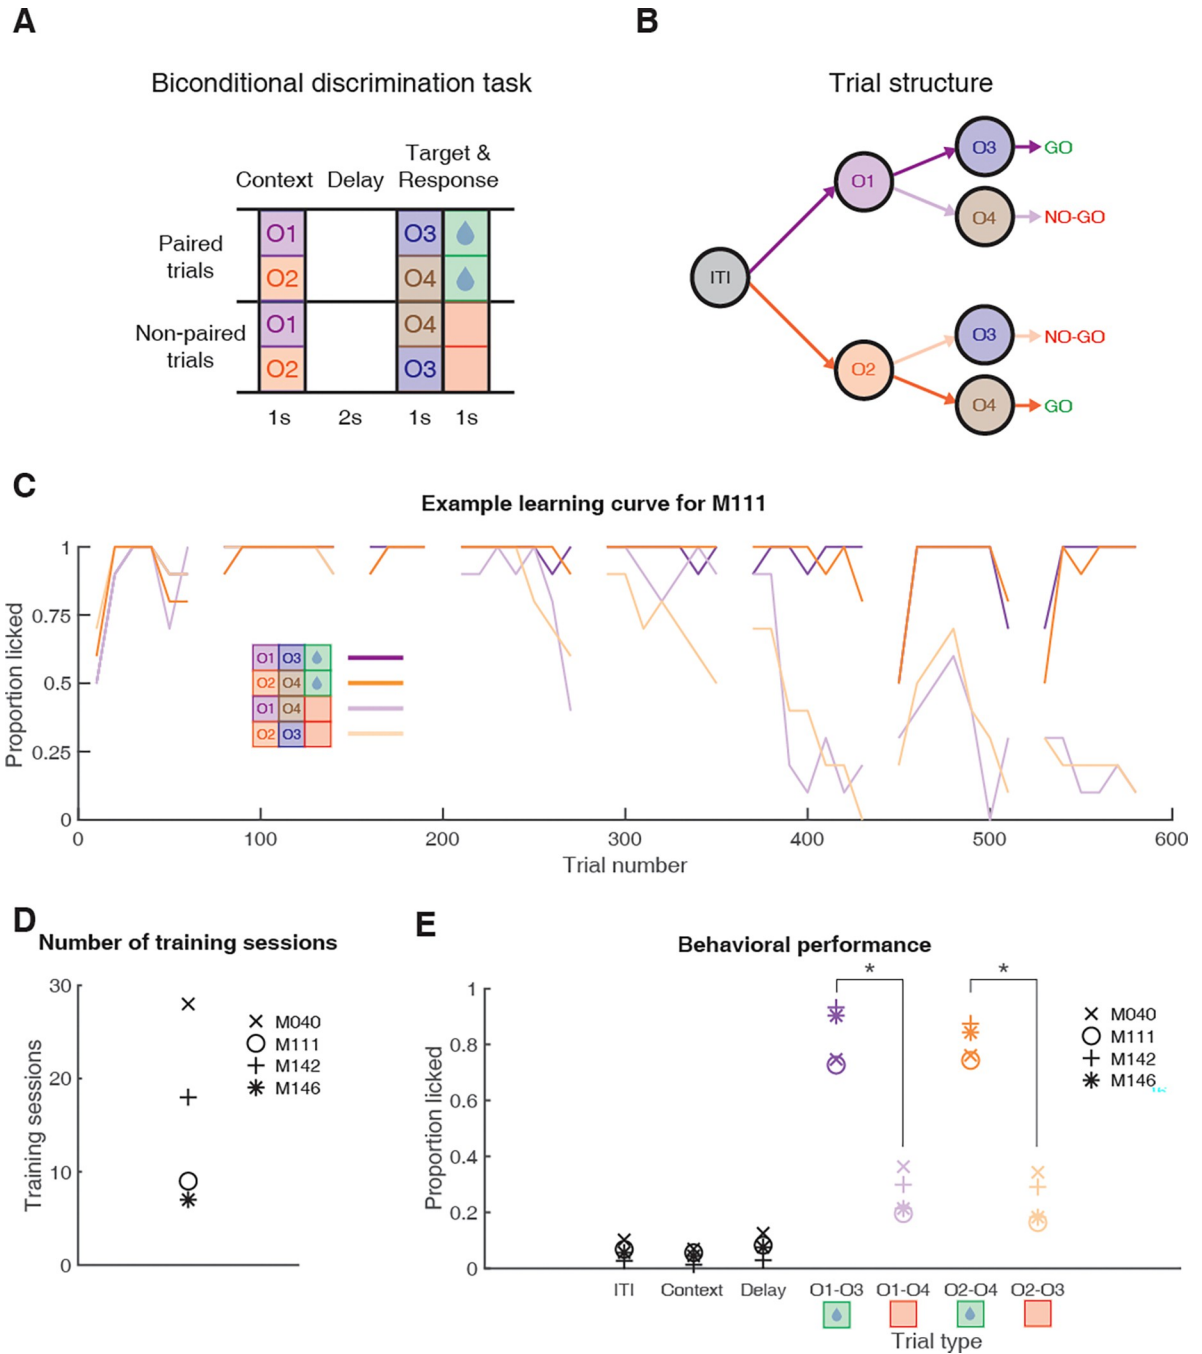 A
B
Biconditional discrimination task
Trial structure
Target &
Context Delay Response
Paired
trials
O1 O3
O2 O4
Non-paired
trials
O1 O4
O2 O3
1s 2s 1s 1s
ITI
O1
O3
GO
O4
NO-GO
O2
O3
NO-GO
O4
GO
C
Example learning curve for M111
Proportion licked
1
0.75
0.5
0.25
0
O1 O3
O2 O4
O1 O4
O2 O3
0 100 200 300 400 500 600
Trial number
D
Number of training sessions
Training sessions
30
20
10
0
M040
M111
M142
M146
E
Behavioral performance
Proportion licked
1
0.8
0.6
0.4
0.2
0
* *
M040
M111
M142
M146
ITI Context Delay O1-O3 O1-O4 O2-O4 O2-O3
Trial type